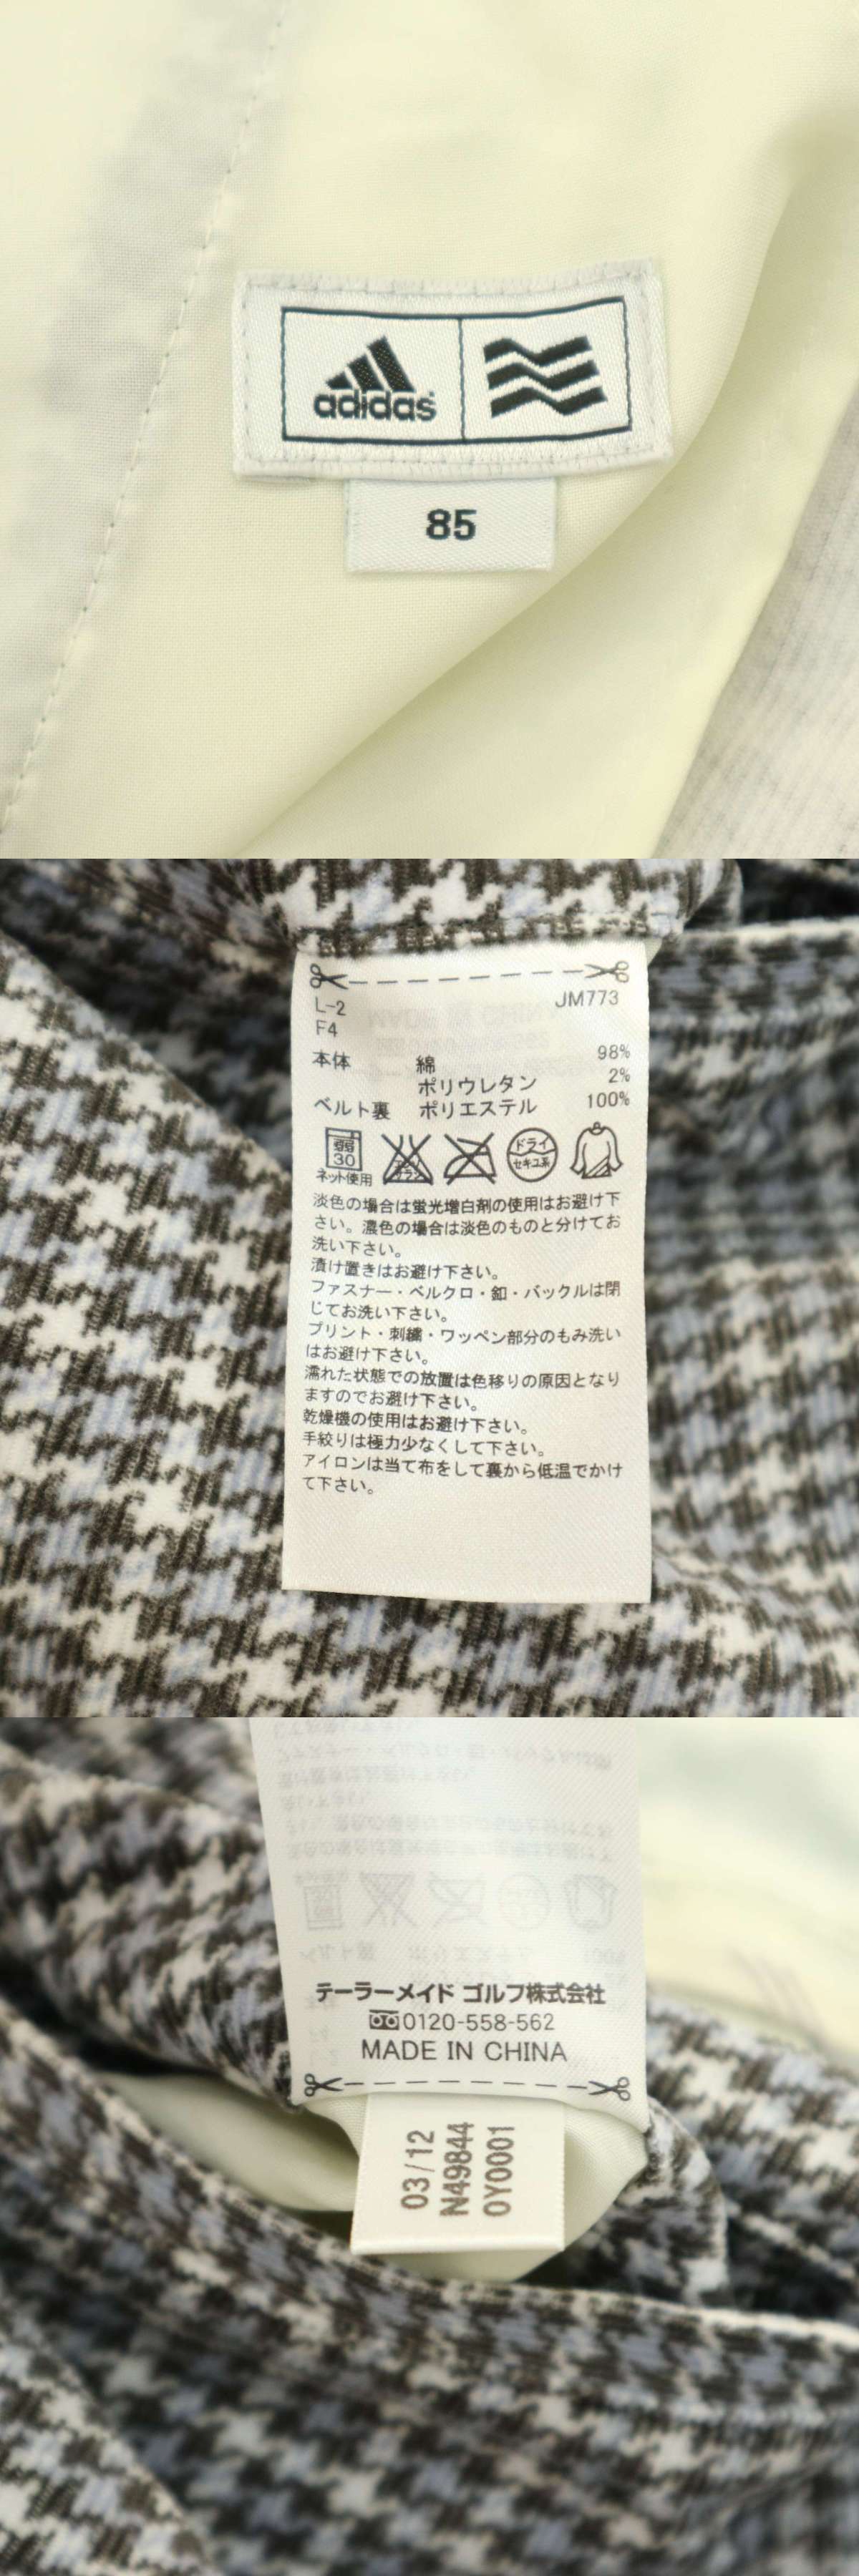 adidas
85
L-2 JM773
F4
本体 綿 98%
ポリウレタン 2%
ベルト裏 ポリエステル 100%
弱
30
ネット使用
エンソ
サラシ
ドライ
セキユ系
淡色の場合は蛍光増白剤の使用はお避け下
さい。濃色の場合は淡色のものと分けてお
洗い下さい。
漬け置きはお避け下さい。
ファスナー・ベルクロ・釦・バックルは閉
じてお洗い下さい。
プリント・刺繍・ワッペン部分のもみ洗い
はお避け下さい。
濡れた状態での放置は色移りの原因となり
ますのでお避け下さい。
乾燥機の使用はお避け下さい。
手絞りは極力少なくして下さい。
アイロンは当て布をして裏から低温でかけ
て下さい。
テーラーメイド ゴルフ株式会社
0120-558-562
MADE IN CHINA
03/12
N49844
0Y0001